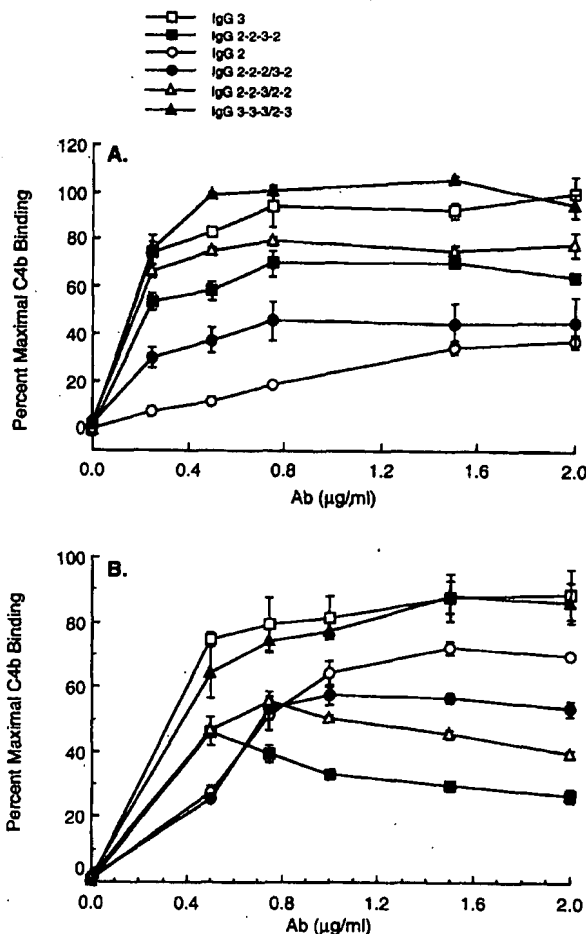 IgG 3
IgG 2-2-3-2
IgG 2
IgG 2-2-2/3-2
IgG 2-2-3/2-2
IgG 3-3-3/2-3
A.
120
100
80
60
40
20
0
Percent Maximal C4b Binding
0.0 0.4 0.8 1.2 1.6 2.0
Ab (µg/ml)
B.
100
80
60
40
20
0
Percent Maximal C4b Binding
0.0 0.4 0.8 1.2 1.6 2.0
Ab (µg/ml)